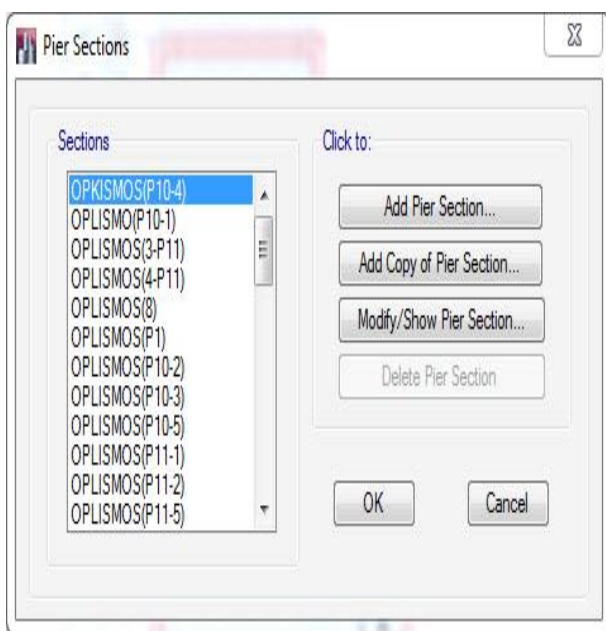 Pier Sections
Sections
OPKISMOS(P10-4)
OPLISMO(P10-1)
OPLISMOS(3-P11)
OPLISMOS(4-P11)
OPLISMOS(8)
OPLISMOS(P1)
OPLISMOS(P10-2)
OPLISMOS(P10-3)
OPLISMOS(P10-5)
OPLISMOS(P11-1)
OPLISMOS(P11-2)
OPLISMOS(P11-5)
Click to:
Add Pier Section...
Add Copy of Pier Section...
Modify/Show Pier Section...
Delete Pier Section
OK
Cancel